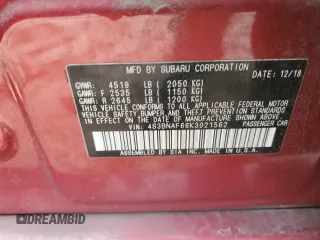 MFD BY SUBARU CORPORATION
DATE: 12/18
GVWR: 4519 LB ( 2050 KG)
GAWR: F 2535 LB ( 1150 KG)
GAWR: R 2645 LB ( 1200 KG)
THIS VEHICLE CONFORMS TO ALL APPLICABLE
FEDERAL MOTOR
VEHICLE SAFETY, BUMPER AND THEFT PREVENTION STANDARDS
IN EFFECT ON THE DATE OF MANUFACTURE SHOWN ABOVE.
V.I.N: 4S3BNAF66K3021562
PASSENGER CAR
ASSEMBLED BY SIA INC. IN U.S.A.
DREAMBID